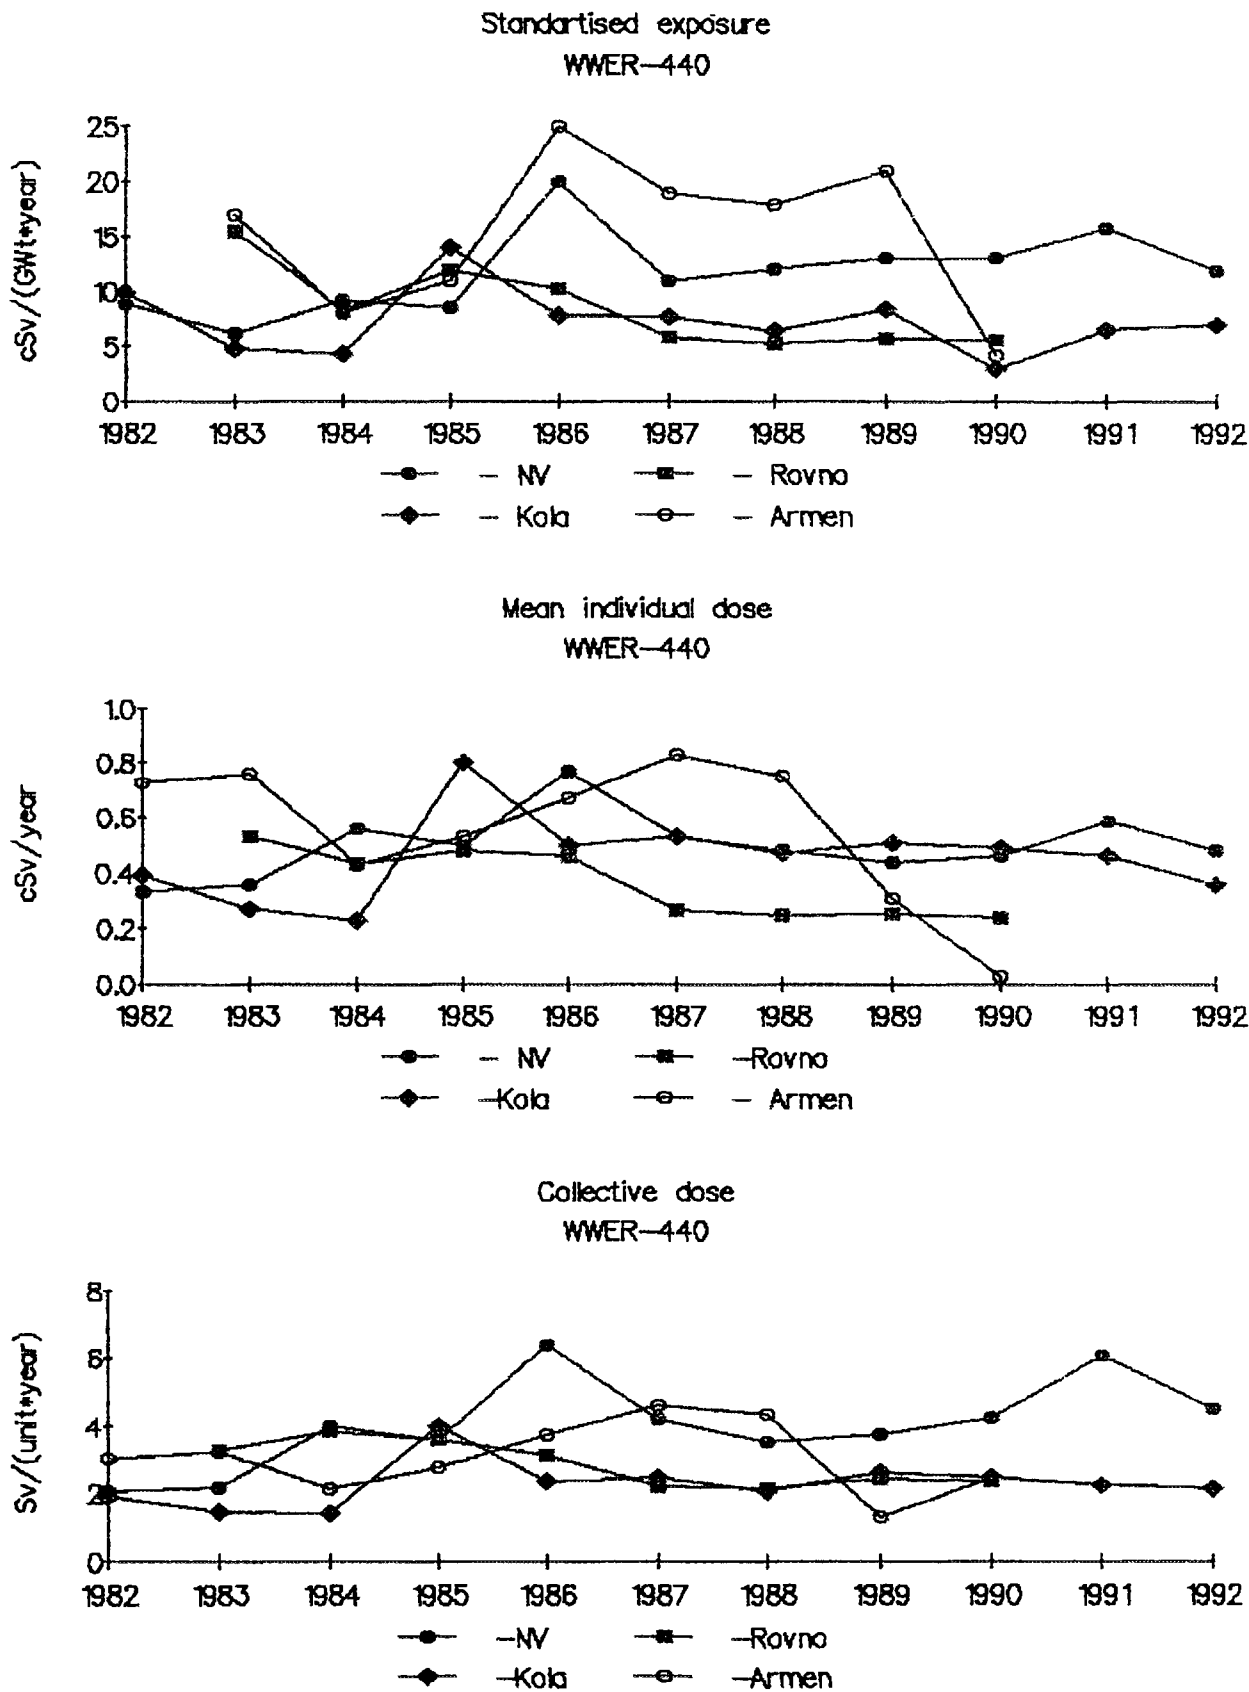 Standartised exposure
WWER-440
cSv/(GWt*year)
25
20
15
10
5
0
1982 1983 1984 1985 1986 1987 1988 1989 1990 1991 1992
- NV - Rovno
- Kola - Armen
Mean individual dose
WWER-440
cSv/year
1.0
0.8
0.6
0.4
0.2
0.0
1982 1983 1984 1985 1986 1987 1988 1989 1990 1991 1992
- NV -Rovno
-Kola - Armen
Collective dose
WWER-440
Sv/(unit*year)
8
6
4
2
0
1982 1983 1984 1985 1986 1987 1988 1989 1990 1991 1992
-NV -Rovno
-Kola -Armen